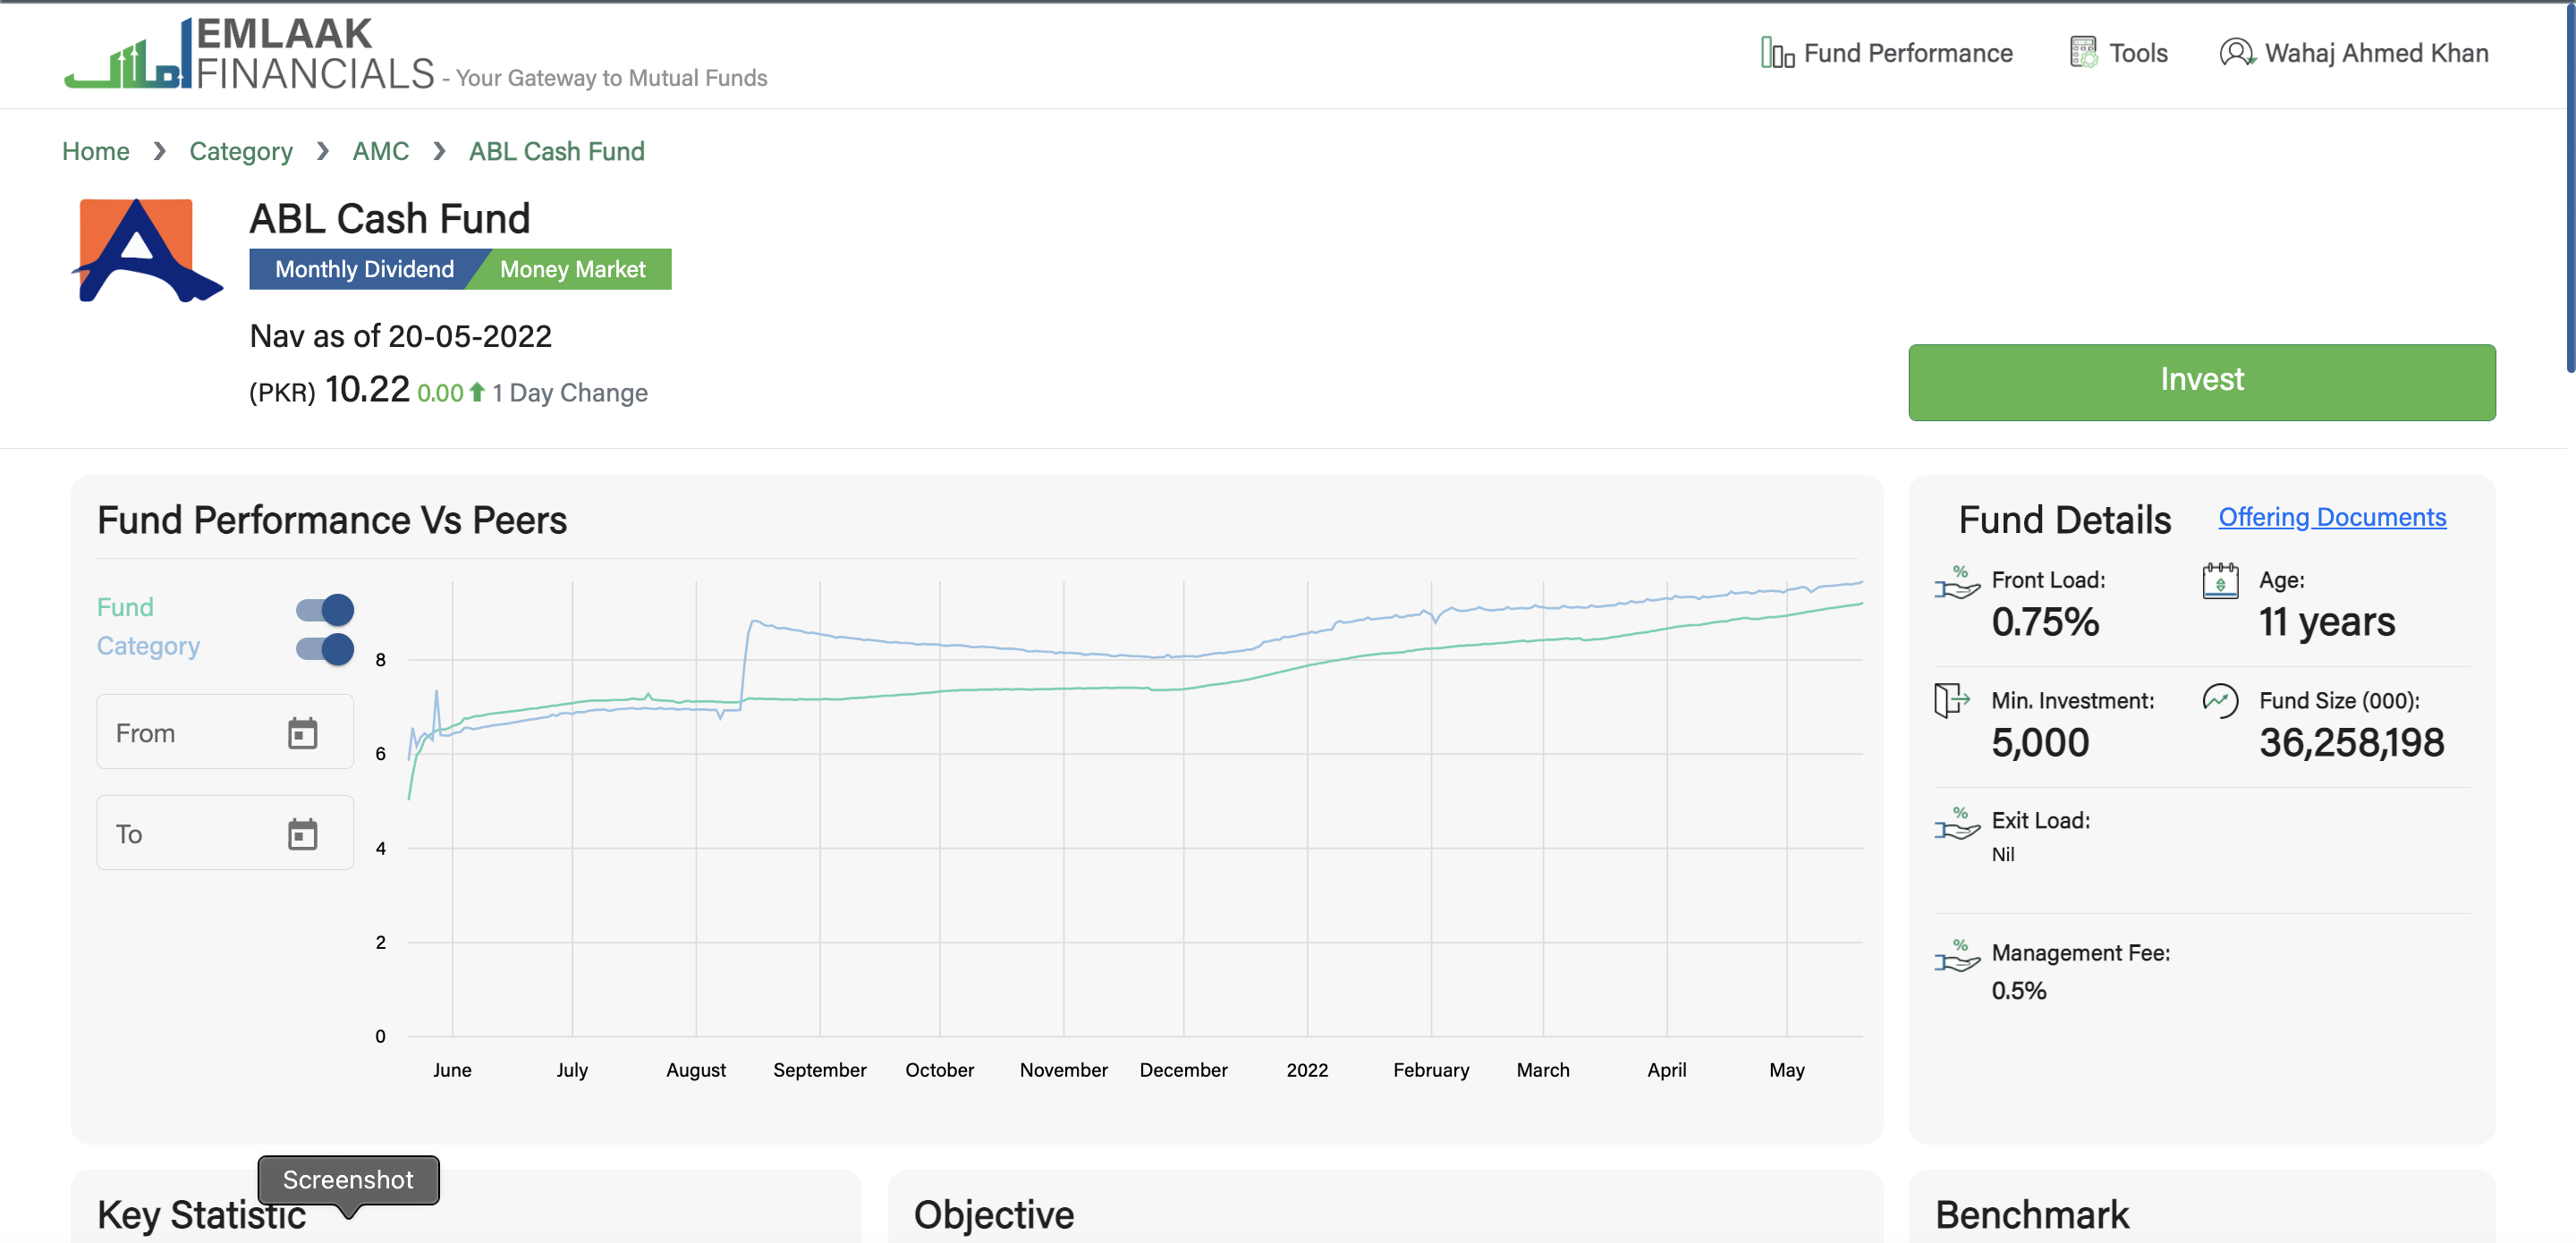 EMLAAK
FINANCIALS - Your Gateway to Mutual Funds
Fund Performance
Tools
Wahaj Ahmed Khan
Home > Category > AMC > ABL Cash Fund
ABL Cash Fund
Monthly Dividend Money Market
Nav as of 20-05-2022
(PKR) 10.22 0.00 1 Day Change
Invest
Fund Performance Vs Peers
Fund
Category
From
To
8
6
4
2
0
June July August September October November December 2022 February March April May
Fund Details
Offering Documents
Front Load:
0.75%
Age:
11 years
Min. Investment:
5,000
Fund Size (000):
36,258,198
Exit Load:
Nil
Management Fee:
0.5%
Screenshot
Key Statistic
Objective
Benchmark